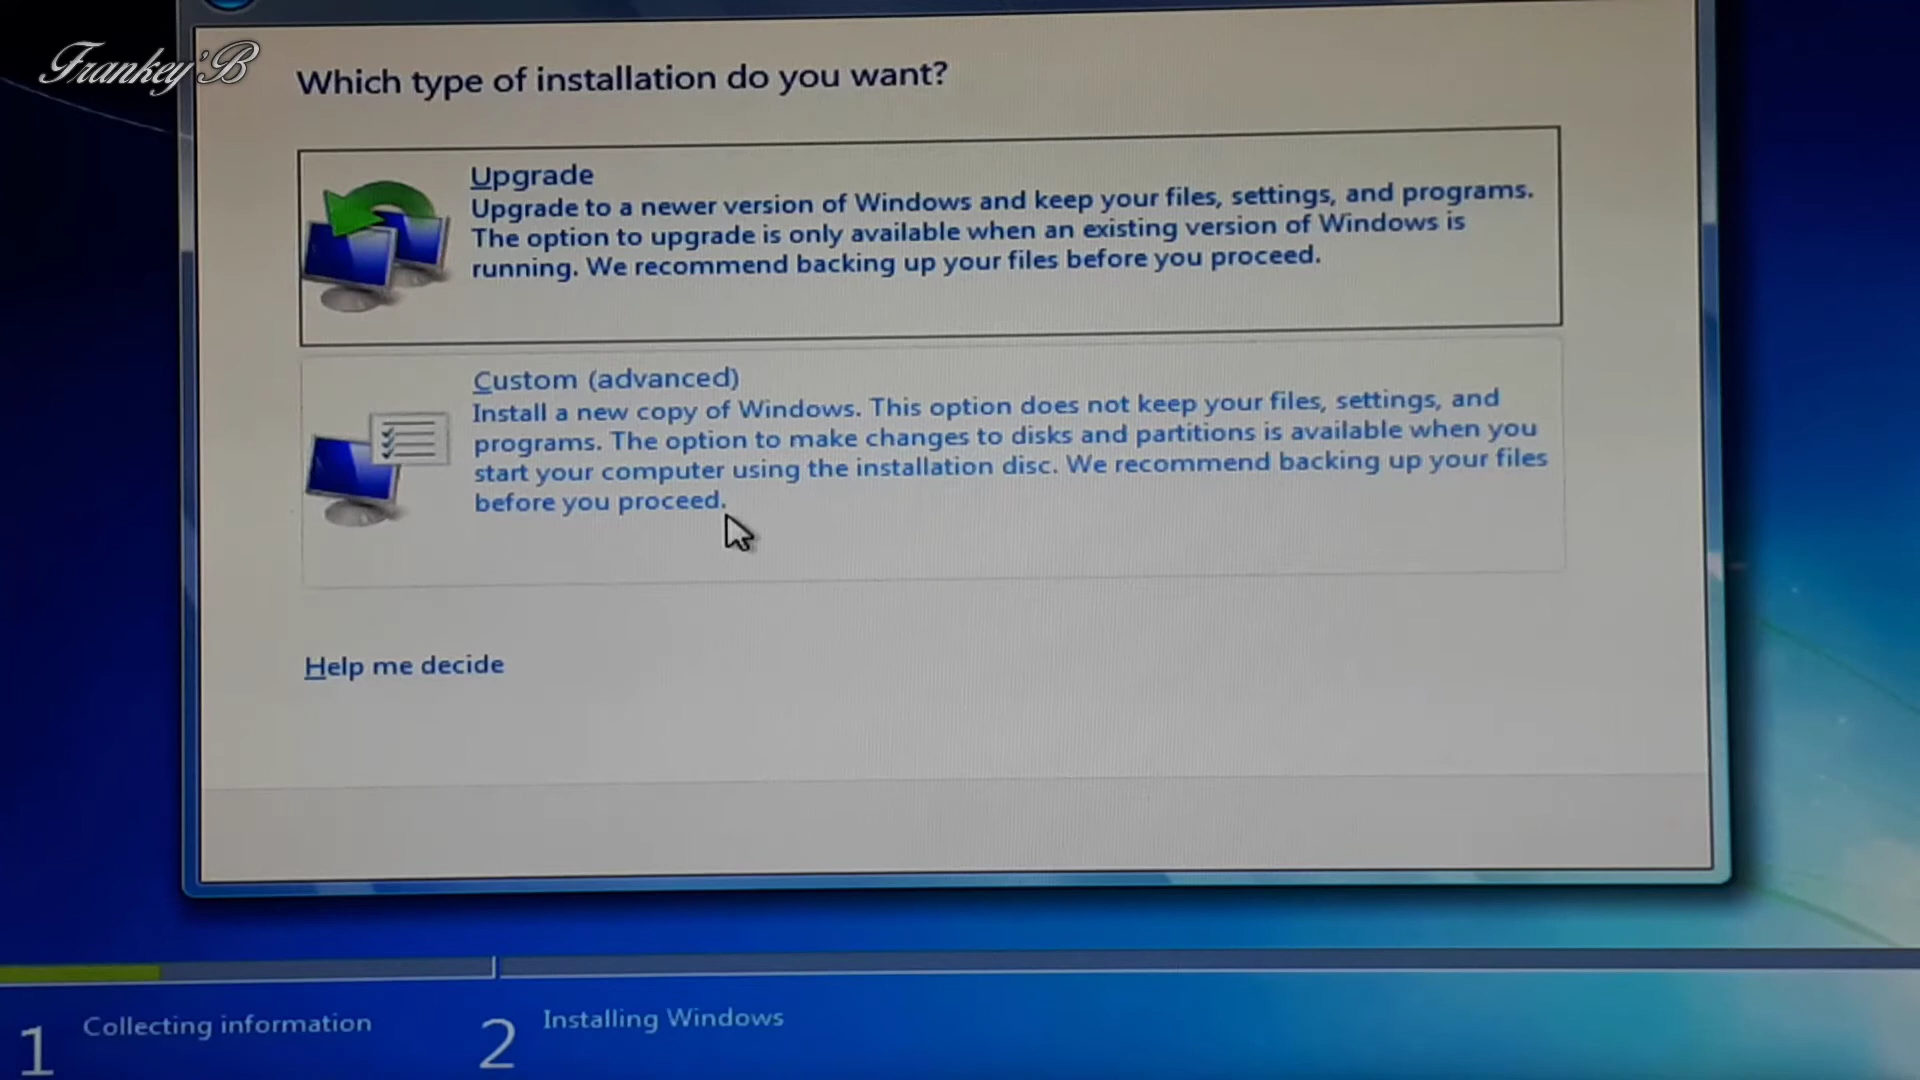 Frankey'B
Which type of installation do you want?
Upgrade
Upgrade to a newer version of Windows and keep your files, settings, and programs.
The option to upgrade is only available when an existing version of Windows is
running. We recommend backing up your files before you proceed.
Custom (advanced)
Install a new copy of Windows. This option does not keep your files, settings, and
programs. The option to make changes to disks and partitions is available when you
start your computer using the installation disc. We recommend backing up your files
before you proceed.
Help me decide
1 Collecting information
2 Installing Windows